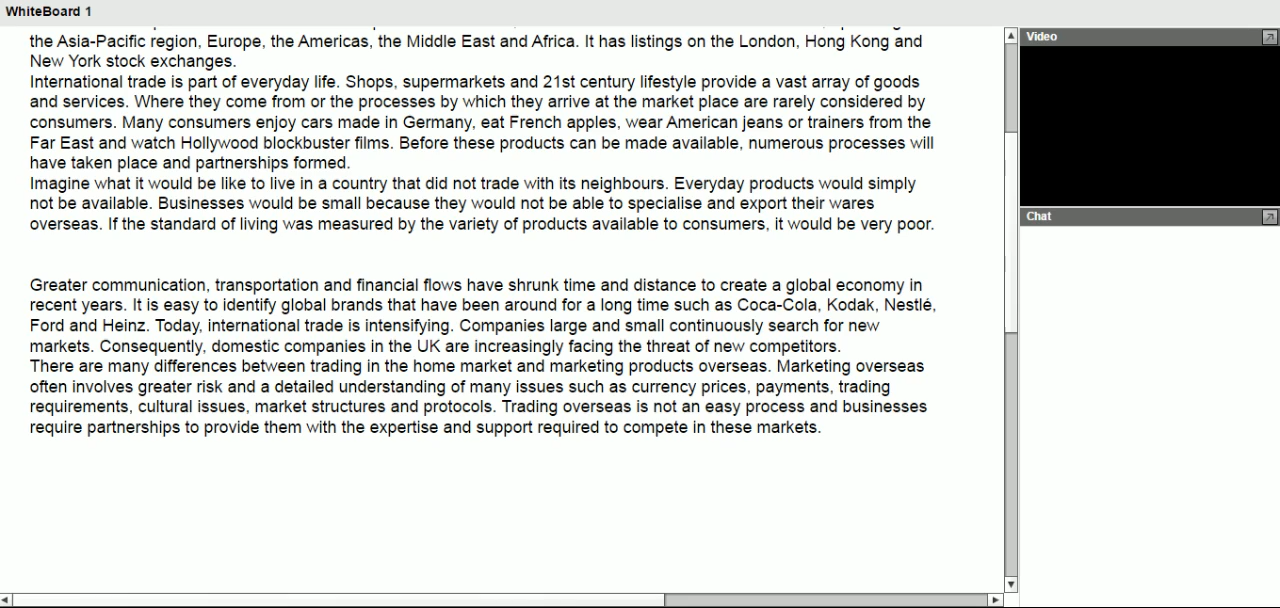 WhiteBoard 1
the Asia-Pacific region, Europe, the Americas, the Middle East and Africa. It has listings on the London, Hong Kong and
New York stock exchanges.
International trade is part of everyday life. Shops, supermarkets and 21st century lifestyle provide a vast array of goods
and services. Where they come from or the processes by which they arrive at the market place are rarely considered by
consumers. Many consumers enjoy cars made in Germany, eat French apples, wear American jeans or trainers from the
Far East and watch Hollywood blockbuster films. Before these products can be made available, numerous processes will
have taken place and partnerships formed.
Imagine what it would be like to live in a country that did not trade with its neighbours. Everyday products would simply
not be available. Businesses would be small because they would not be able to specialise and export their wares
overseas. If the standard of living was measured by the variety of products available to consumers, it would be very poor.
Greater communication, transportation and financial flows have shrunk time and distance to create a global economy in
recent years. It is easy to identify global brands that have been around for a long time such as Coca-Cola, Kodak, Nestlé,
Ford and Heinz. Today, international trade is intensifying. Companies large and small continuously search for new
markets. Consequently, domestic companies in the UK are increasingly facing the threat of new competitors.
There are many differences between trading in the home market and marketing products overseas. Marketing overseas
often involves greater risk and a detailed understanding of many issues such as currency prices, payments, trading
requirements, cultural issues, market structures and protocols. Trading overseas is not an easy process and businesses
require partnerships to provide them with the expertise and support required to compete in these markets.
Video
Chat